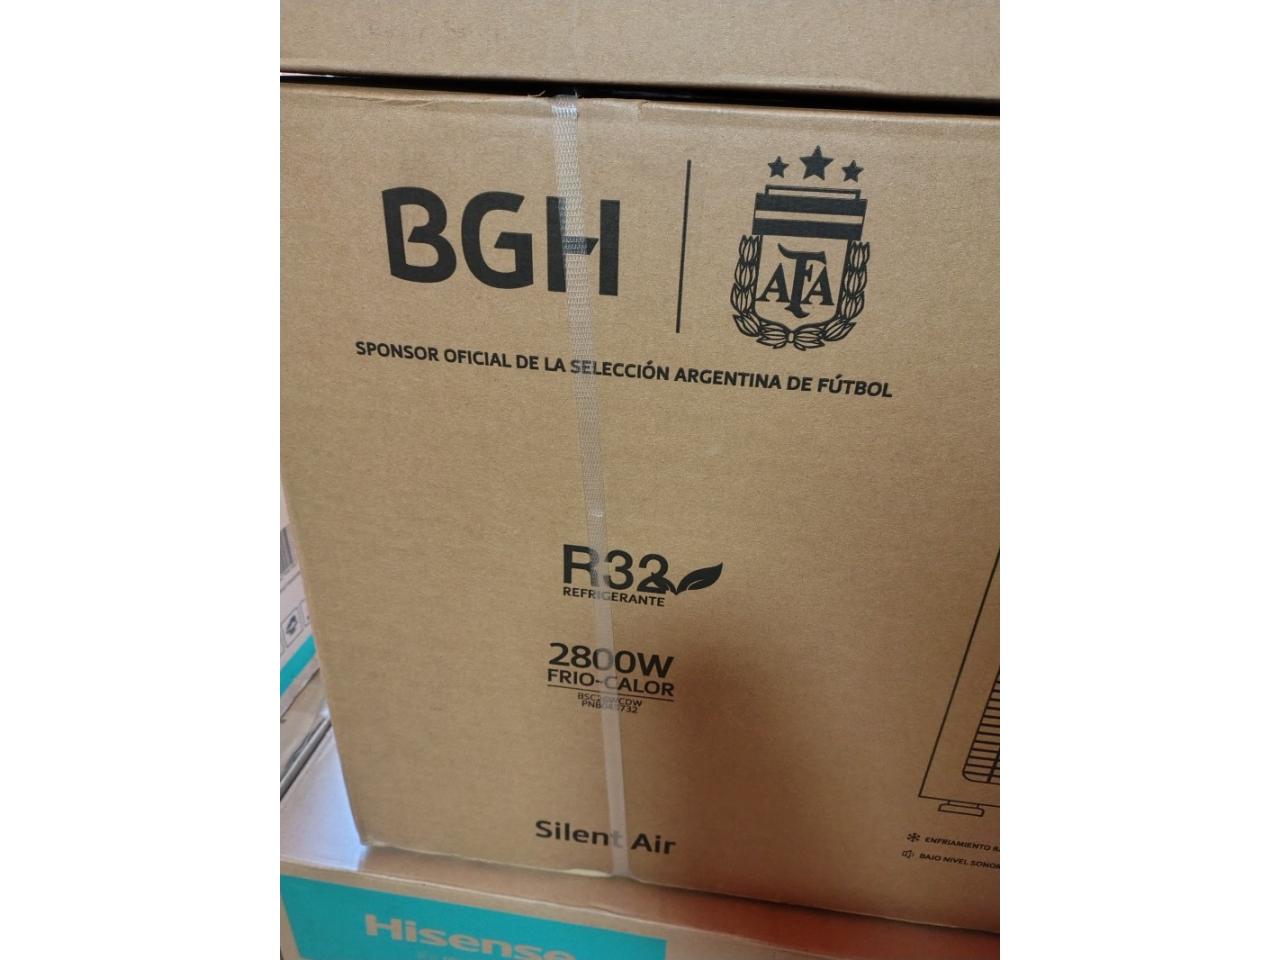 BGH
AFA
SPONSOR OFICIAL DE LA SELECCIÓN ARGENTINA DE FÚTBOL
R32
REFRIGERANTE
2800W
FRIO-CALOR
Silent Air
ENFRIAMIENTO
BAJO NIVEL
Hisense